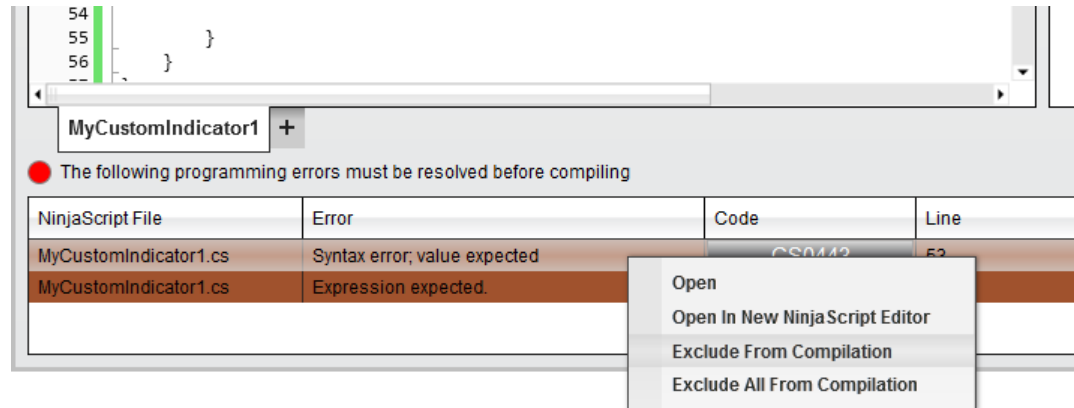 54
55 }
56 }
MyCustomIndicator1 +
The following programming errors must be resolved before compiling
NinjaScript File Error Code Line
MyCustomIndicator1.cs Syntax error; value expected CS0443 53
MyCustomIndicator1.cs Expression expected.
Open
Open In New NinjaScript Editor
Exclude From Compilation
Exclude All From Compilation